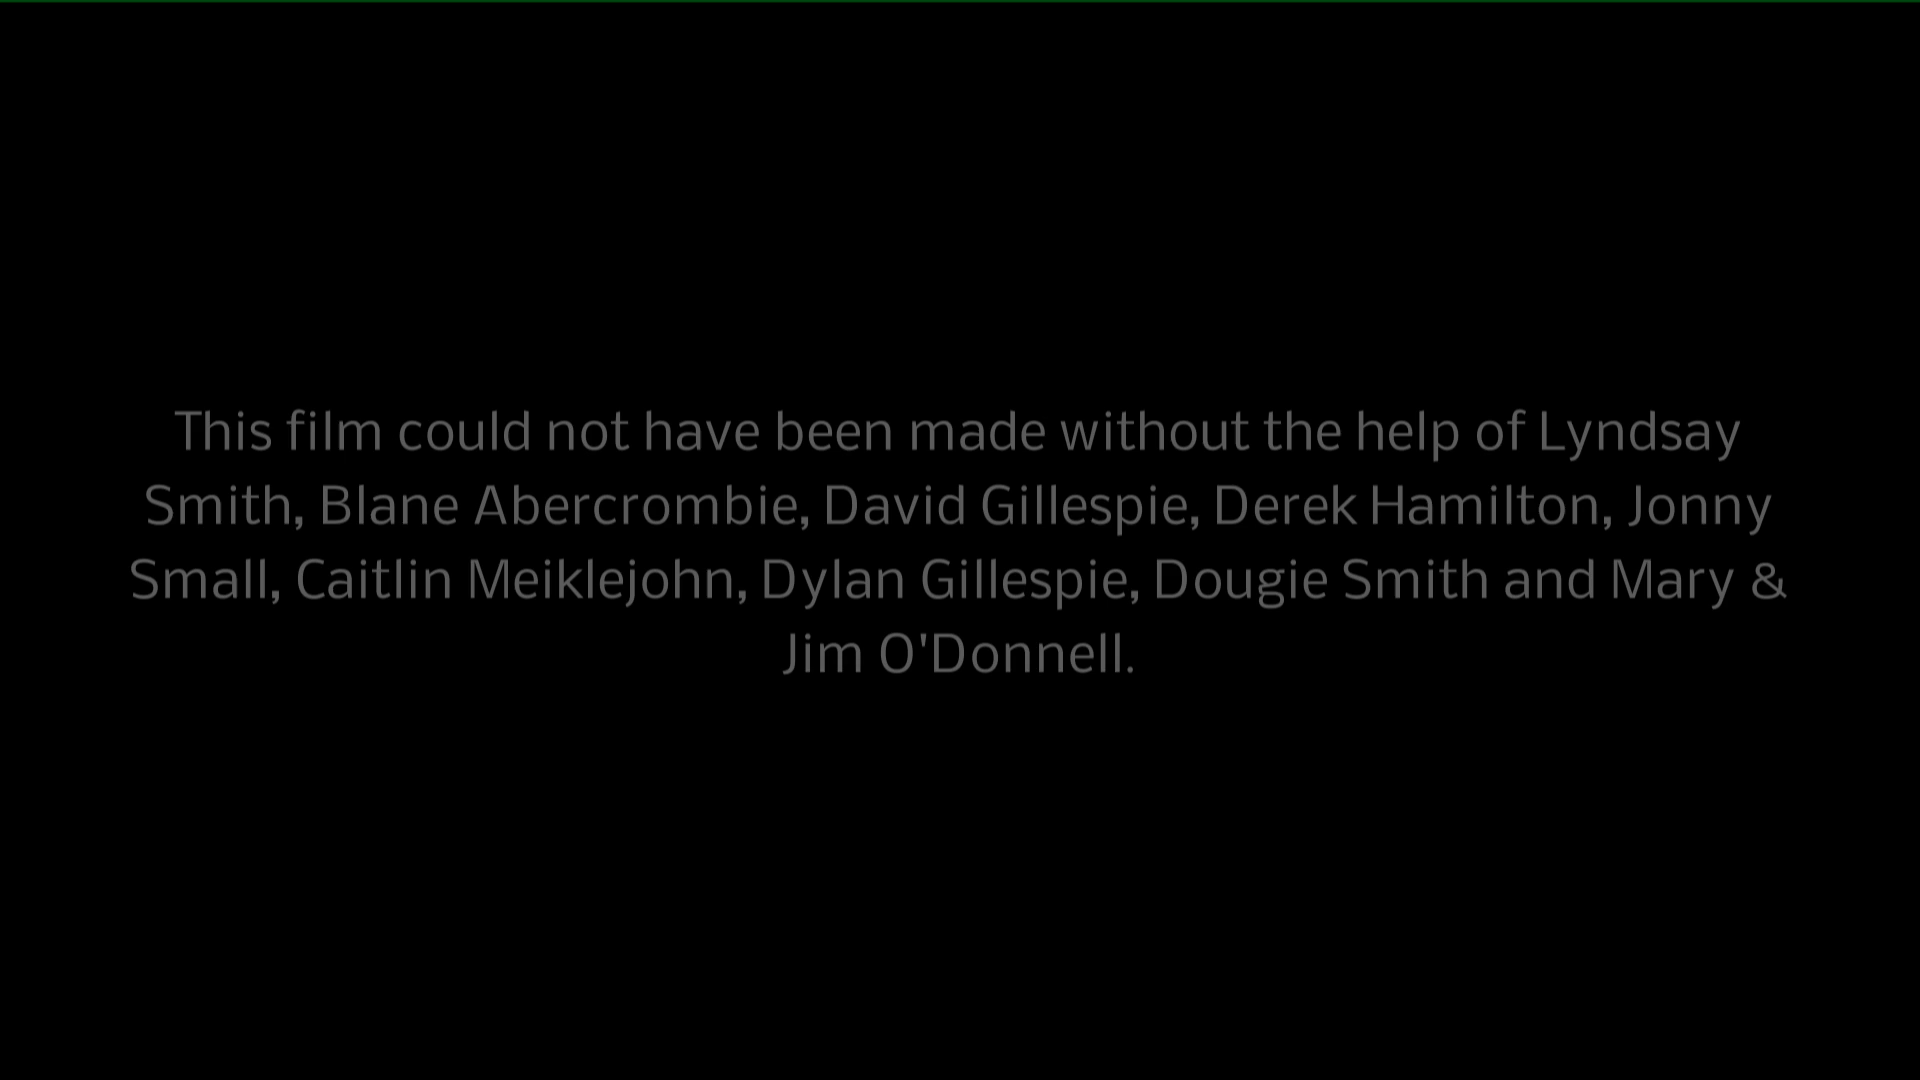 This film could not have been made without the help of Lyndsay
Smith, Blane Abercrombie, David Gillespie, Derek Hamilton, Jonny
Small, Caitlin Meiklejohn, Dylan Gillespie, Dougie Smith and Mary &
Jim O'Donnell.